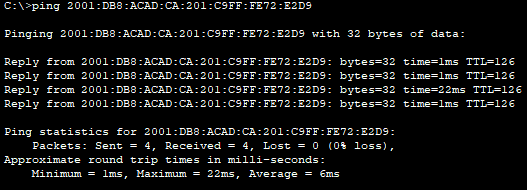 C:\>ping 2001:DB8:ACAD:CA:201:C9FF:FE72:E2D9
Pinging 2001:DB8:ACAD:CA:201:C9FF:FE72:E2D9 with 32 bytes of data:
Reply from 2001:DB8:ACAD:CA:201:C9FF:FE72:E2D9: bytes=32 time=1ms TTL=126
Reply from 2001:DB8:ACAD:CA:201:C9FF:FE72:E2D9: bytes=32 time=1ms TTL=126
Reply from 2001:DB8:ACAD:CA:201:C9FF:FE72:E2D9: bytes=32 time=22ms TTL=126
Reply from 2001:DB8:ACAD:CA:201:C9FF:FE72:E2D9: bytes=32 time=1ms TTL=126
Ping statistics for 2001:DB8:ACAD:CA:201:C9FF:FE72:E2D9:
Packets: Sent = 4, Received = 4, Lost = 0 (0% loss),
Approximate round trip times in milli-seconds:
Minimum = 1ms, Maximum = 22ms, Average = 6ms